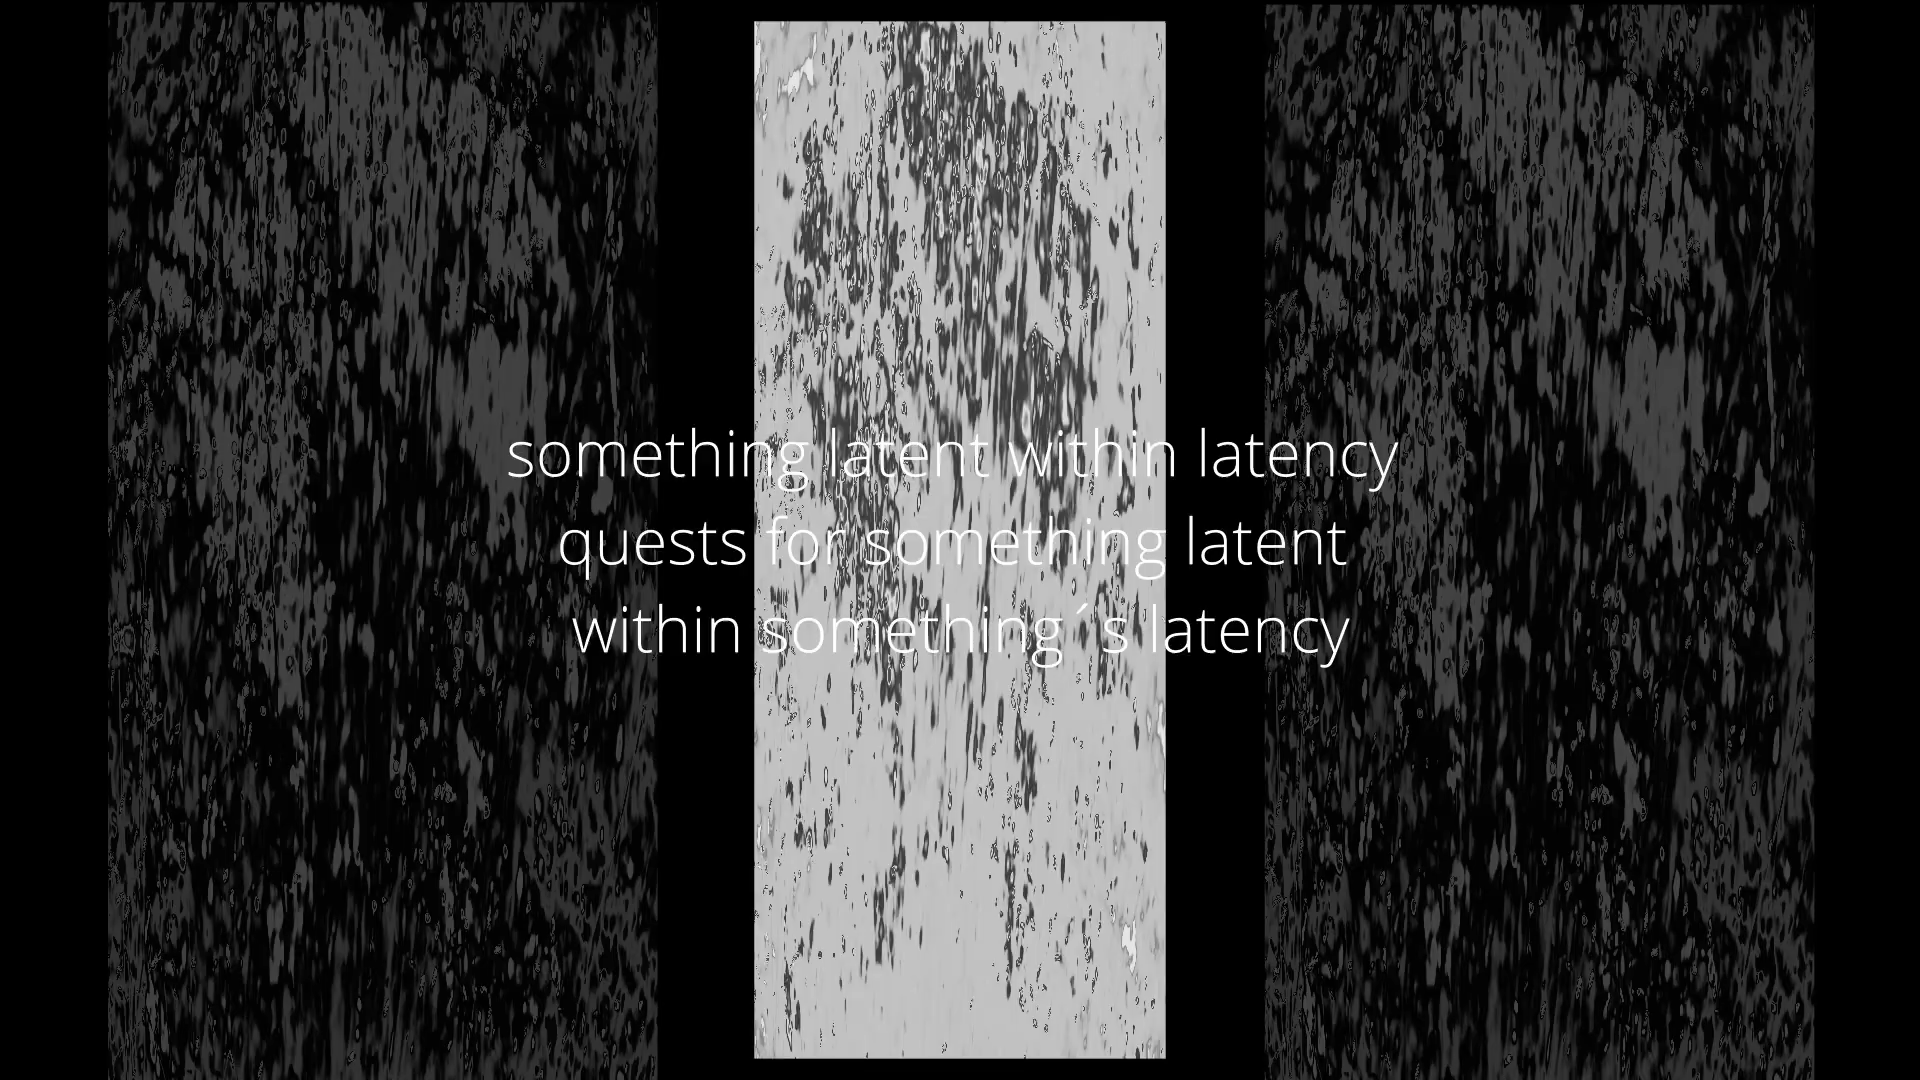 something latent within latency
quests for something latent
within something ´s latency